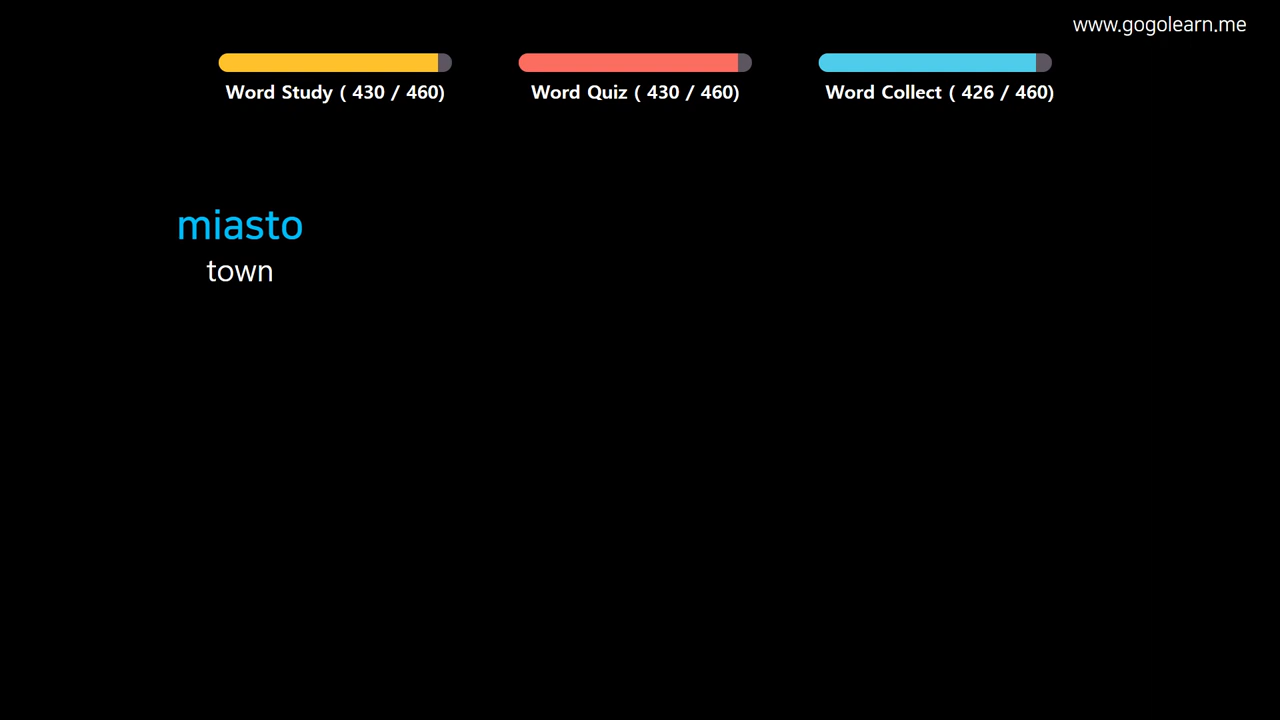 www.gogolearn.me
Word Study ( 430 / 460)
Word Quiz ( 430 / 460)
Word Collect ( 426 / 460)
miasto
town